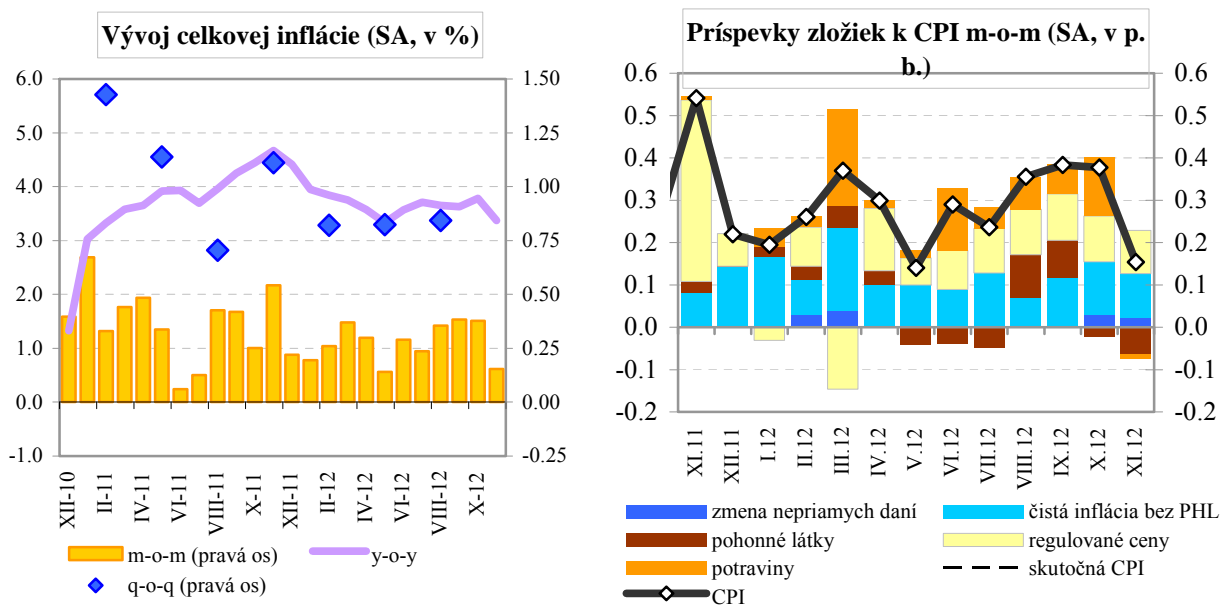 Vývoj celkovej inflácie (SA, v %)
6.0
5.0
4.0
3.0
2.0
1.0
0.0
-1.0
1.50
1.25
1.00
0.75
0.50
0.25
0.00
-0.25
XII-10
II-11
IV-11
VI-11
VIII-11
X-11
XII-11
II-12
IV-12
VI-12
VIII-12
X-12
m-o-m (pravá os)
y-o-y
q-o-q (pravá os)
Príspevky zložiek k CPI m-o-m (SA, v p.
b.)
0.6
0.5
0.4
0.3
0.2
0.1
0.0
-0.1
-0.2
0.6
0.5
0.4
0.3
0.2
0.1
0.0
-0.1
-0.2
XI.11
XII.11
I.12
II.12
III.12
IV.12
V.12
VI.12
VII.12
VIII.12
IX.12
X.12
XI.12
zmena nepriamych daní
čistá inflácia bez PHL
pohonné látky
regulované ceny
potraviny
skutočná CPI
CPI